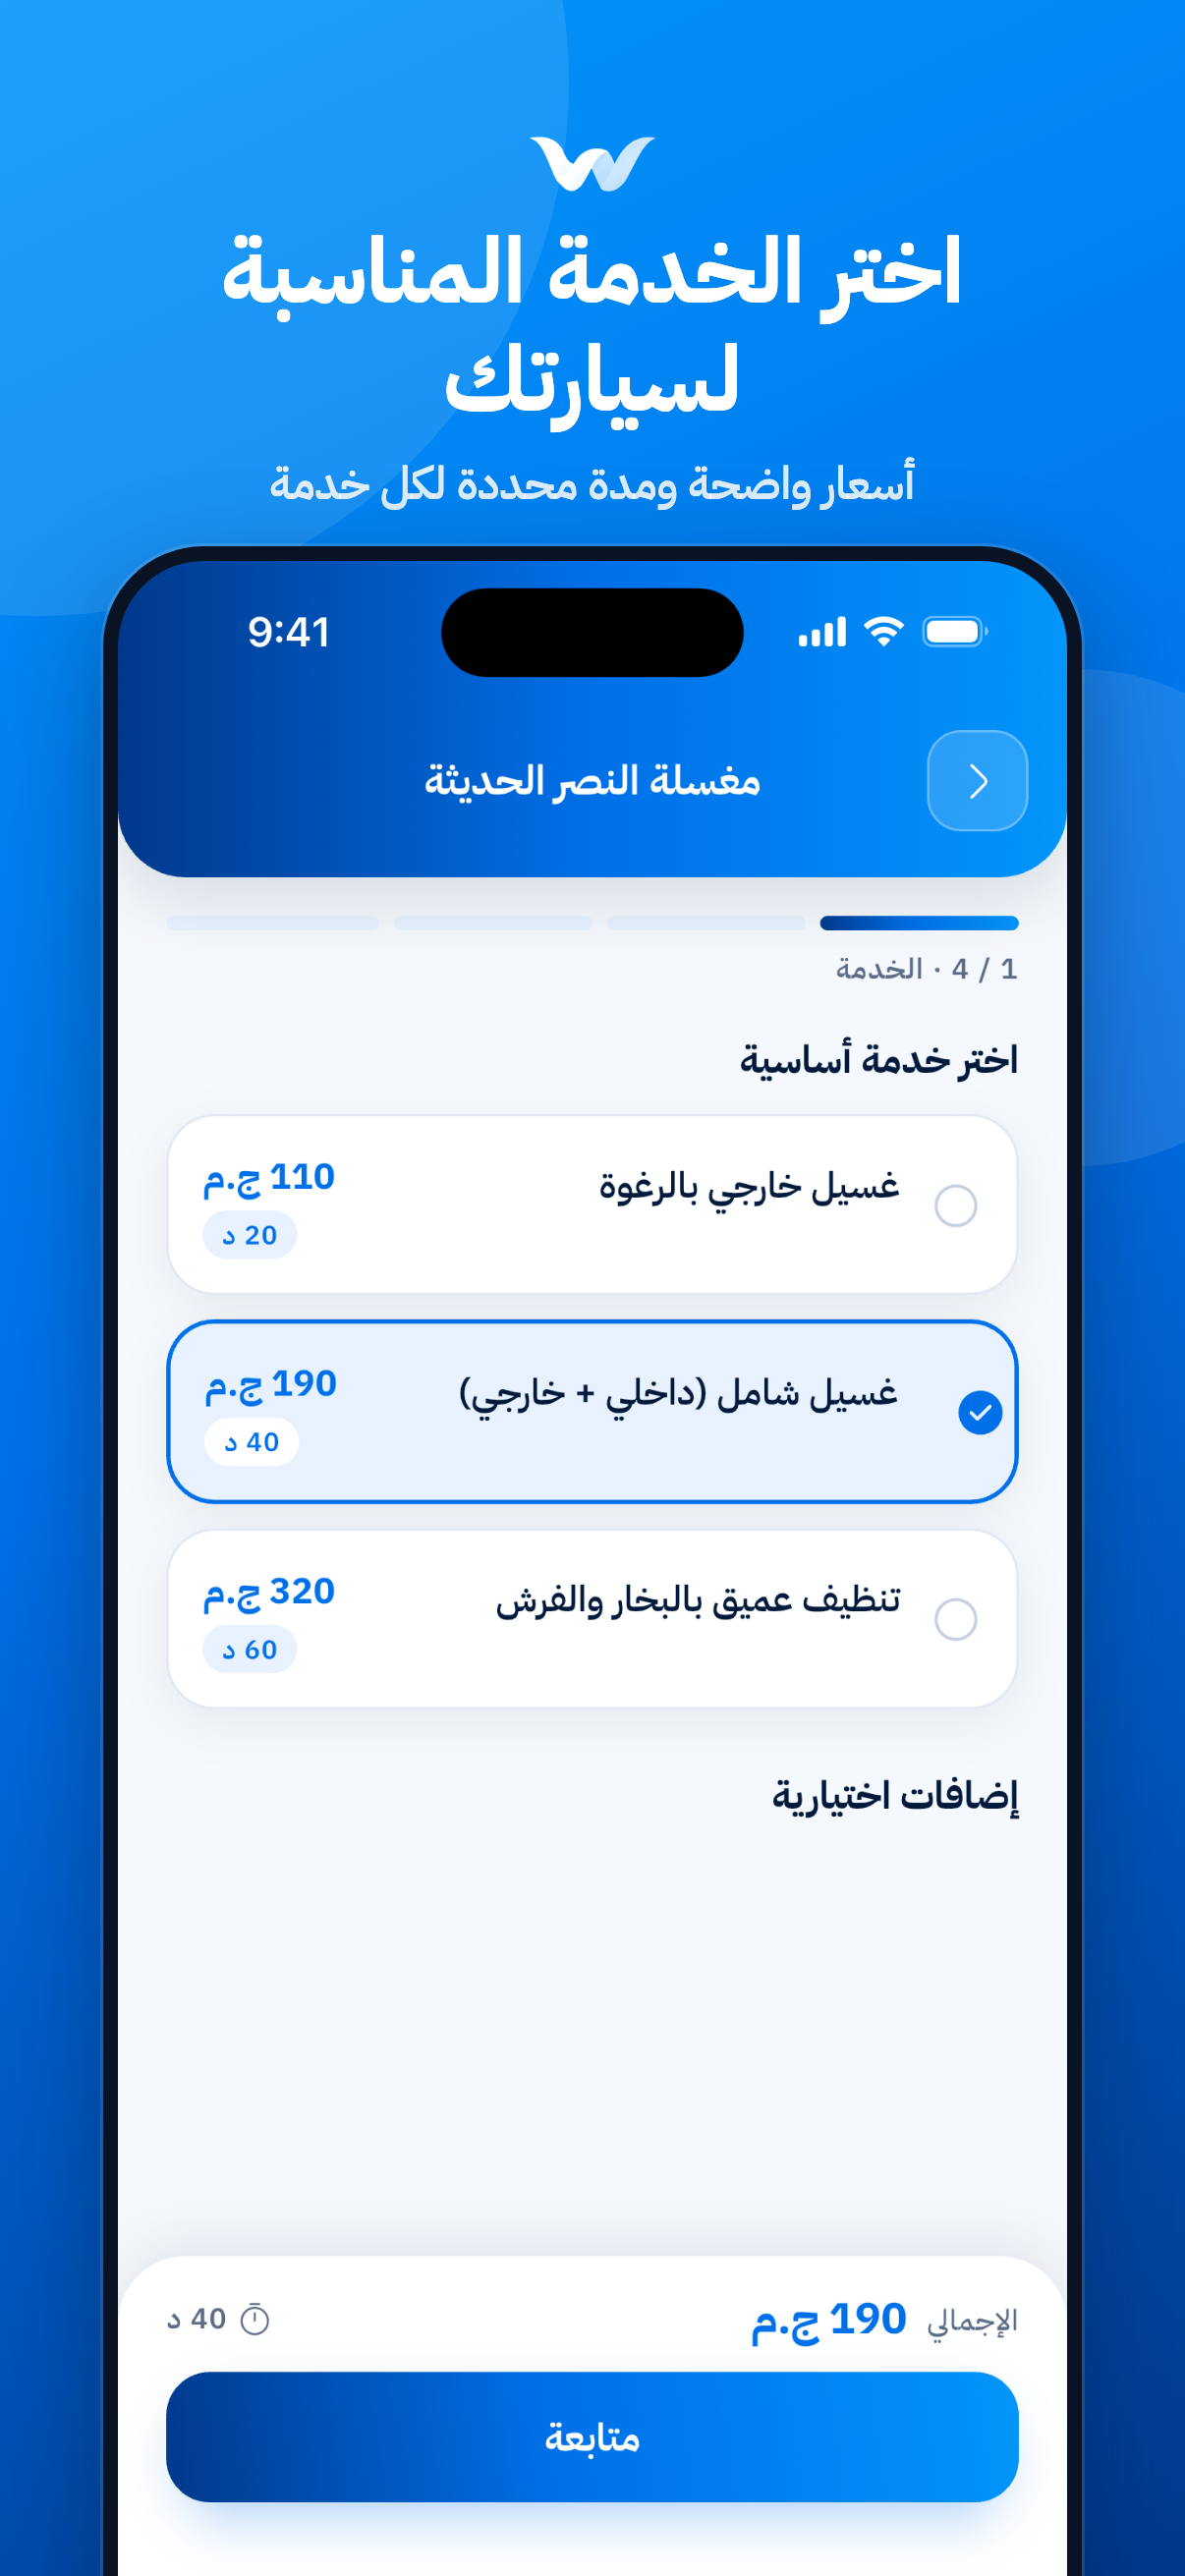 اختر الخدمة المناسبة
لسيارتك
أسعار واضحة ومدة محددة لكل خدمة
9:41
مغسلة النصر الحديثة
1 / 4 · الخدمة
اختر خدمة أساسية
غسيل خارجي بالرغوة
110 ج.م
20 د
غسيل شامل (داخلي + خارجي)
190 ج.م
40 د
تنظيف عميق بالبخار والفرش
320 ج.م
60 د
إضافات اختيارية
الإجمالي 190 ج.م
40 د
متابعة